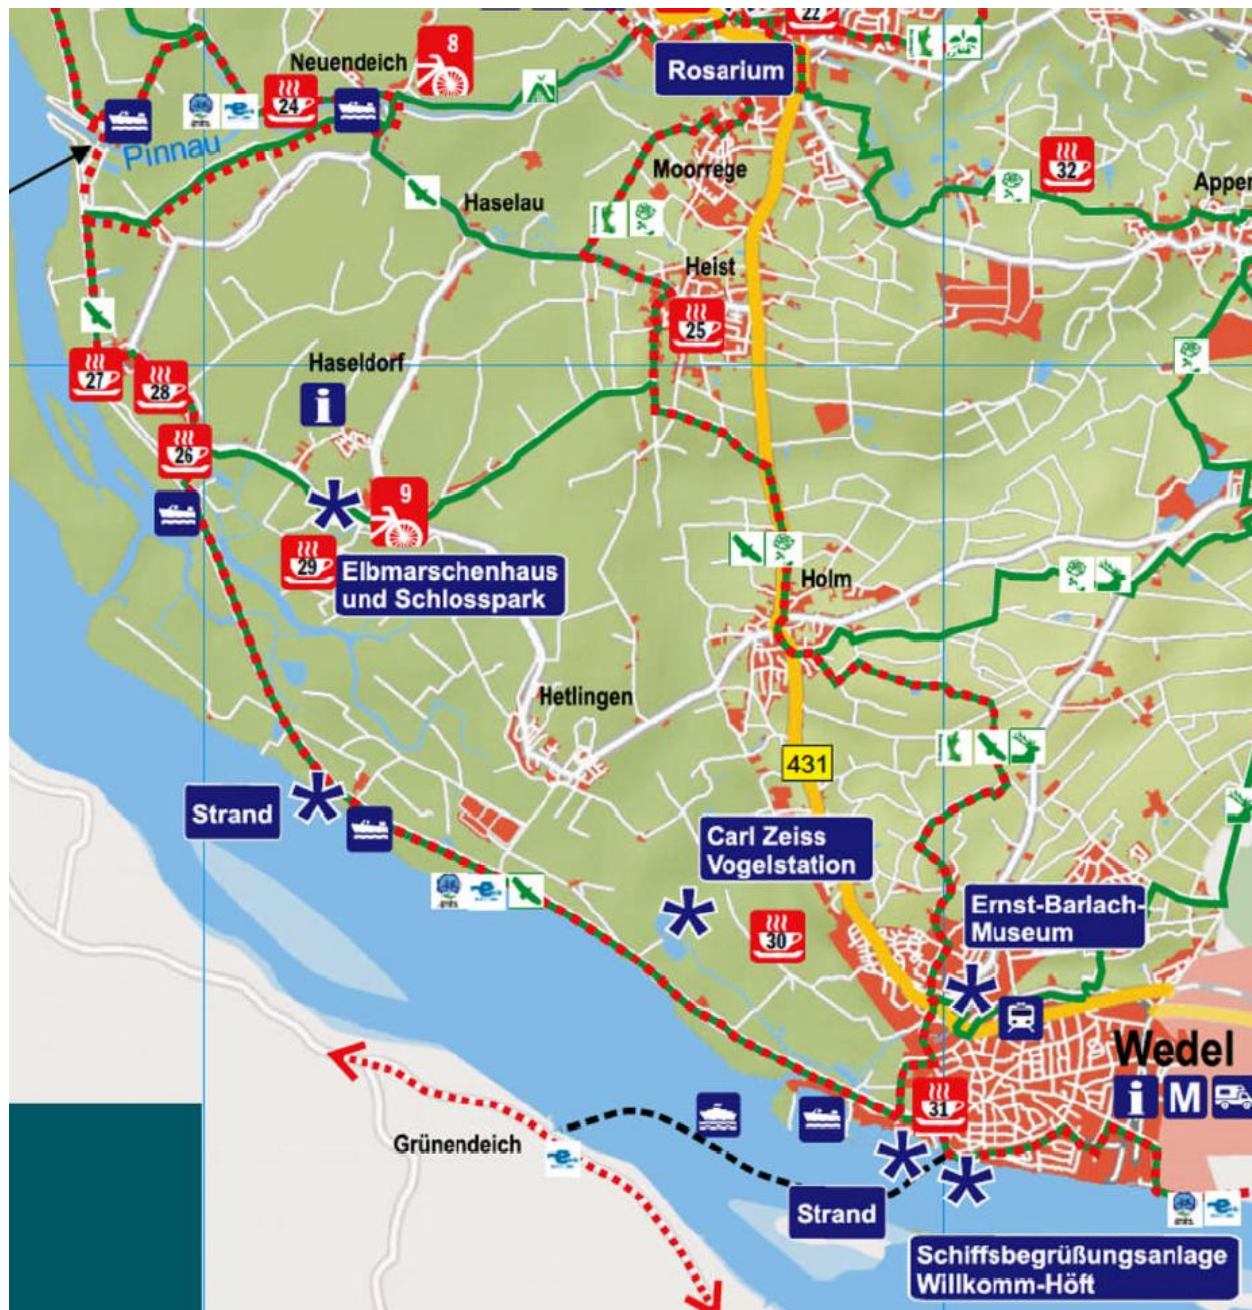 22
8
Neuendeich
Rosarium
24
Pinnau
Moorrege
32
Haselau
Appen
Heist
25
27
28
Haseldorf
i
26
9
29
Elbmarschenhaus
und Schlosspark
Holm
Hetlingen
431
Strand
Carl Zeiss
Vogelstation
Ernst-Barlach-
Museum
30
Wedel
i M
31
Grünendeich
Strand
Schiffsbegrüßungsanlage
Willkomm-Höft